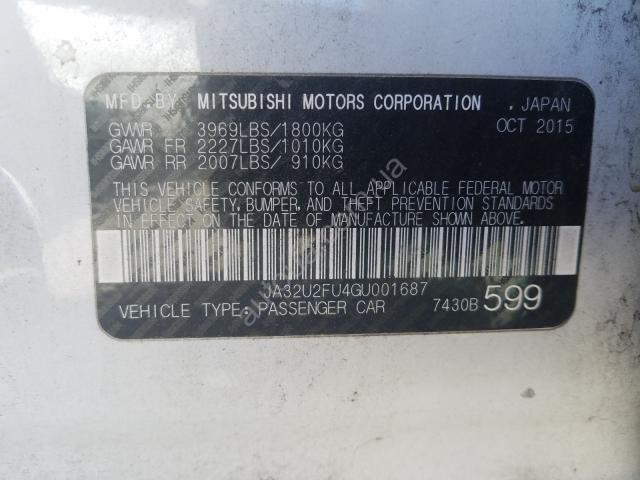 MFD. BY MITSUBISHI MOTORS CORPORATION , JAPAN
GVWR 3969LBS/1800KG OCT 2015
GAWR FR 2227LBS/1010KG
GAWR RR 2007LBS/ 910KG
THIS VEHICLE CONFORMS TO ALL APPLICABLE FEDERAL MOTOR
VEHICLE SAFETY, BUMPER, AND THEFT PREVENTION STANDARDS
IN EFFECT ON THE DATE OF MANUFACTURE SHOWN ABOVE.
JA32U2FU4GU001687
VEHICLE TYPE: PASSENGER CAR 7430B 599